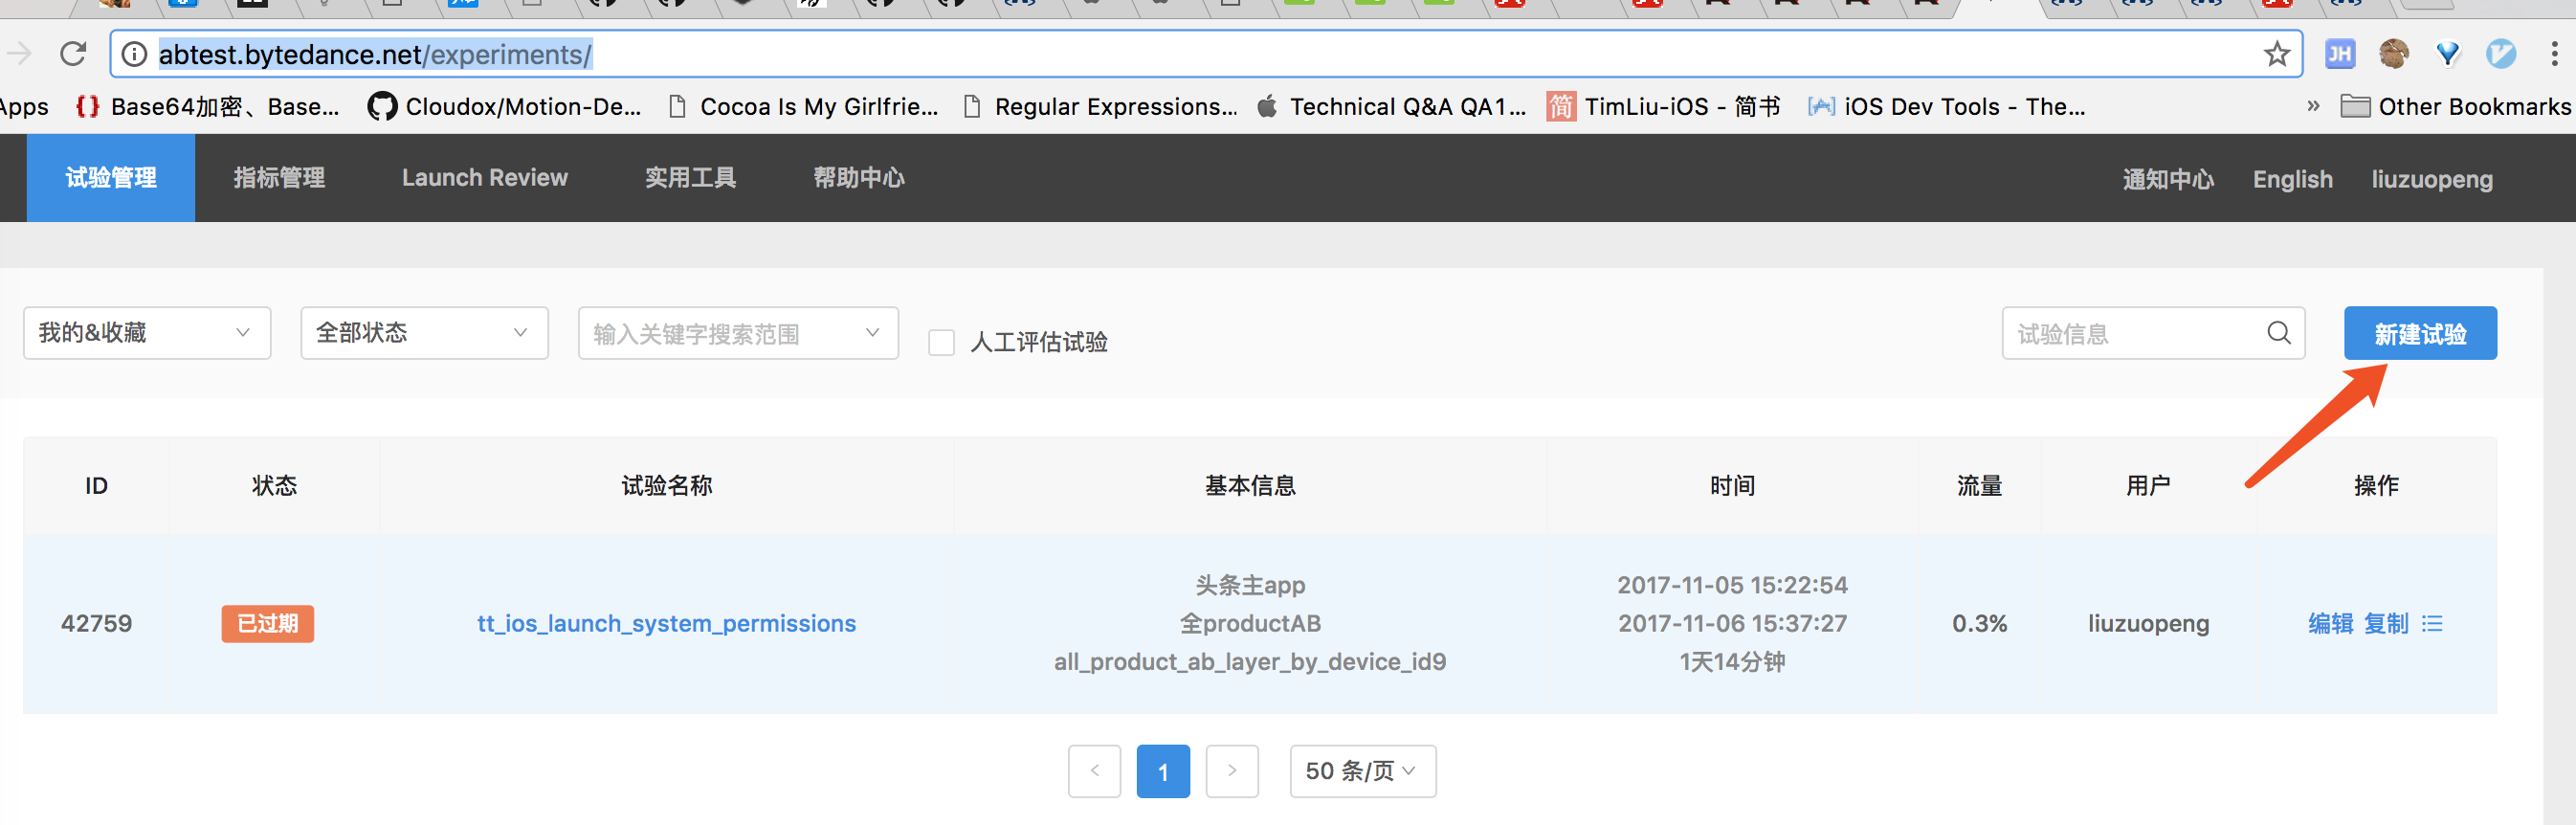 abtest.bytedance.net/experiments/
Apps {} Base64加密、Base... Cloudox/Motion-De... Cocoa Is My Girlfrie... Regular Expressions... Technical Q&A QA1... 简 TimLiu-iOS - 简书 iOS Dev Tools - The... » Other Bookmarks
JH
试验管理 指标管理 Launch Review 实用工具 帮助中心 通知中心 English liuzuopeng
我的&收藏 全部状态 输入关键字搜索范围 人工评估试验 试验信息 新建试验
ID 状态 试验名称 基本信息 时间 流量 用户 操作
头条主app 2017-11-05 15:22:54
42759 已过期 tt_ios_launch_system_permissions 全productAB 2017-11-06 15:37:27 0.3% liuzuopeng 编辑 复制
all_product_ab_layer_by_device_id9 1天14分钟
< 1 > 50 条/页